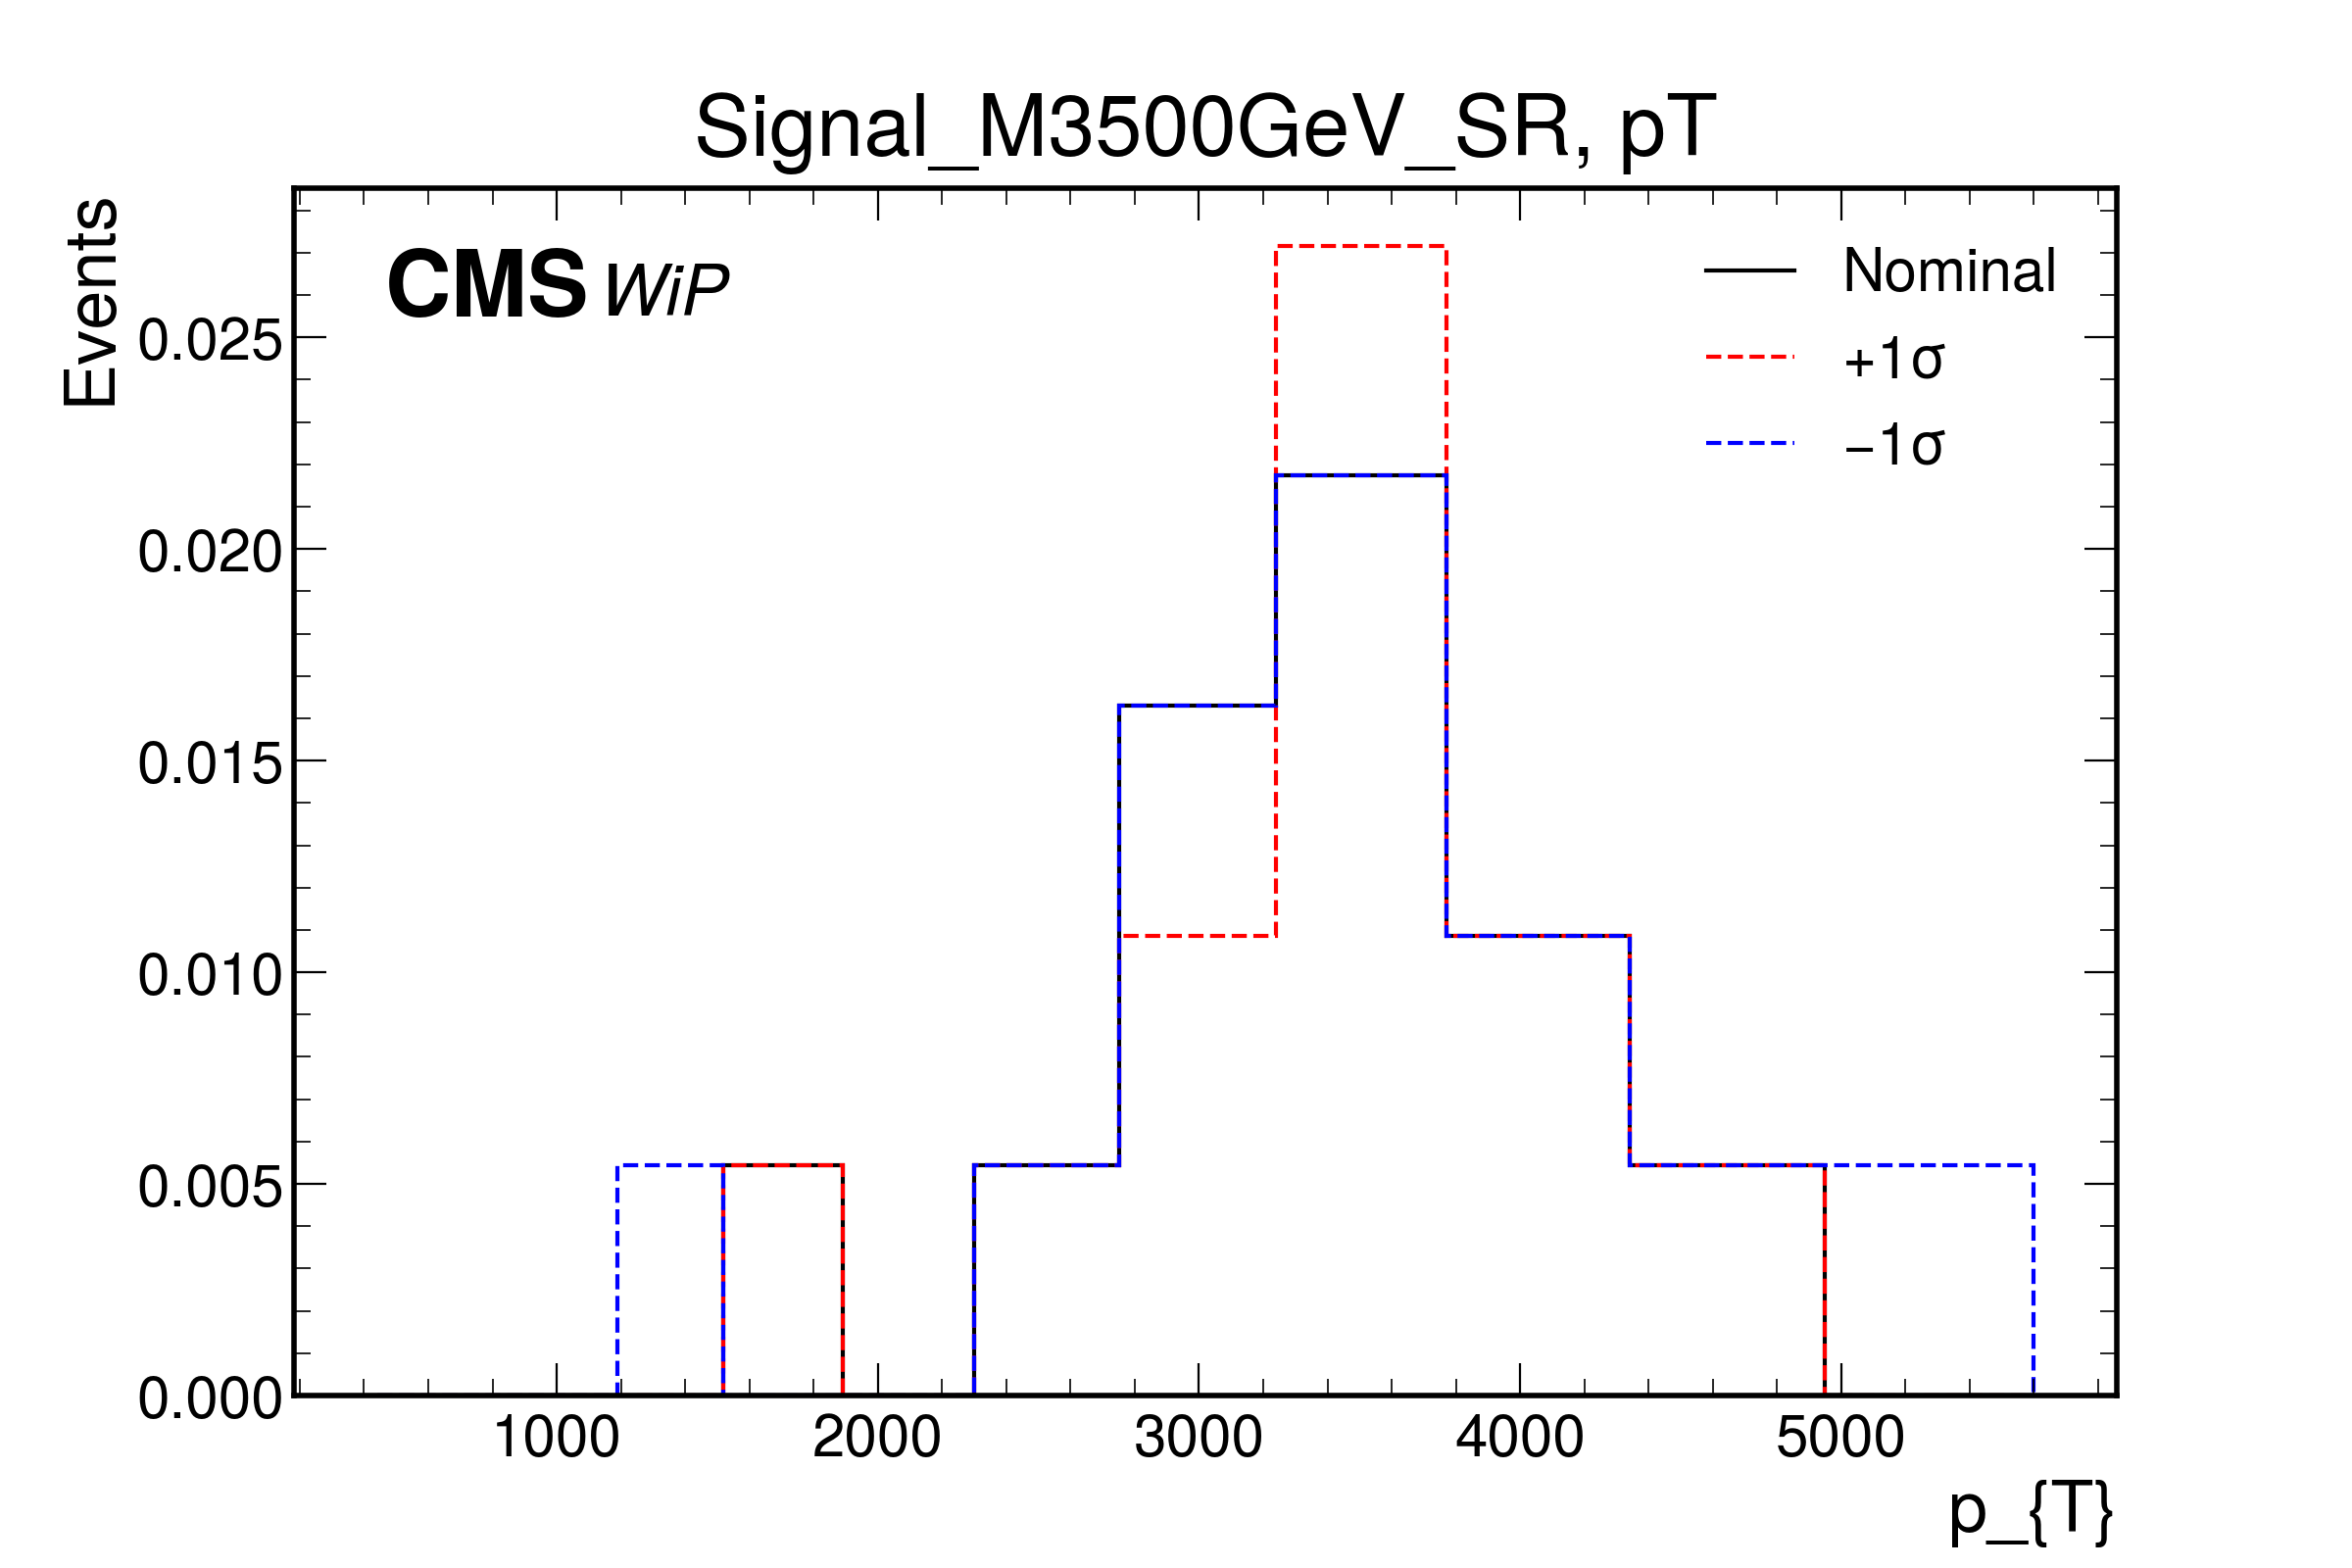 Signal_M3500GeV_SR, pT
Events
CMS WiP
Nominal
+1σ
−1σ
0.025
0.020
0.015
0.010
0.005
0.000
1000 2000 3000 4000 5000
p_{T}